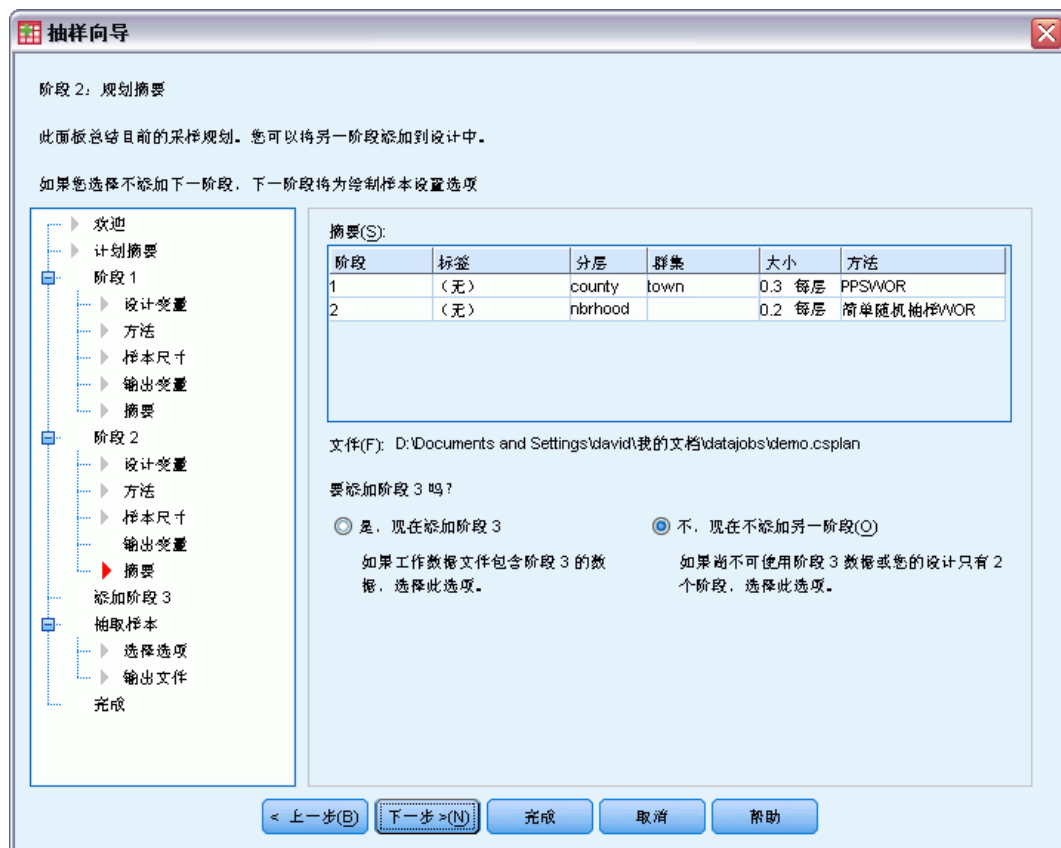 抽样向导
阶段 2：规划摘要
此面板总结目前的采样规划。您可以将另一阶段添加到设计中。
如果您选择不添加下一阶段，下一阶段将为绘制样本设置选项
欢迎
计划摘要
阶段 1
设计变量
方法
样本尺寸
输出变量
摘要
阶段 2
设计变量
方法
样本尺寸
输出变量
摘要
添加阶段 3
抽取样本
选择选项
输出文件
完成
摘要(S):
阶段 标签 分层 群集 大小 方法
1 （无） county town 0.3 每层 PPSWOR
2 （无） nbrhood 0.2 每层 简单随机抽样WOR
文件(F): D:\Documents and Settings\david\我的文档\datajobs\demo.csplan
要添加阶段 3 吗？
是，现在添加阶段 3
如果工作数据文件包含阶段 3 的数
据，选择此选项。
不，现在不添加另一阶段(O)
如果尚不可使用阶段 3 数据或您的设计只有 2
个阶段，选择此选项。
< 上一步(B) 下一步 >(N) 完成 取消 帮助